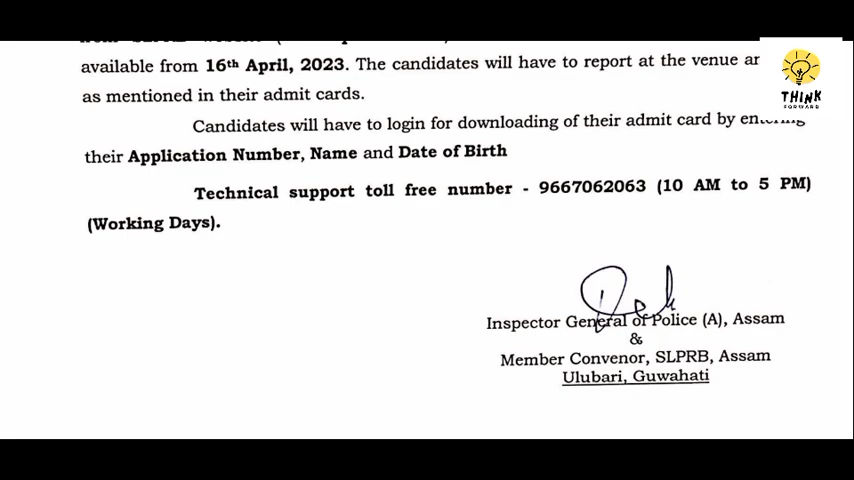 available from 16th April, 2023. The candidates will have to report at the venue
as mentioned in their admit cards.
Candidates will have to login for downloading of their admit card by entering
their Application Number, Name and Date of Birth
Technical support toll free number - 9667062063 (10 AM to 5 PM)
(Working Days).
Inspector General of Police (A), Assam
&
Member Convenor, SLPRB, Assam
Ulubari, Guwahati
THINK
FORWARD